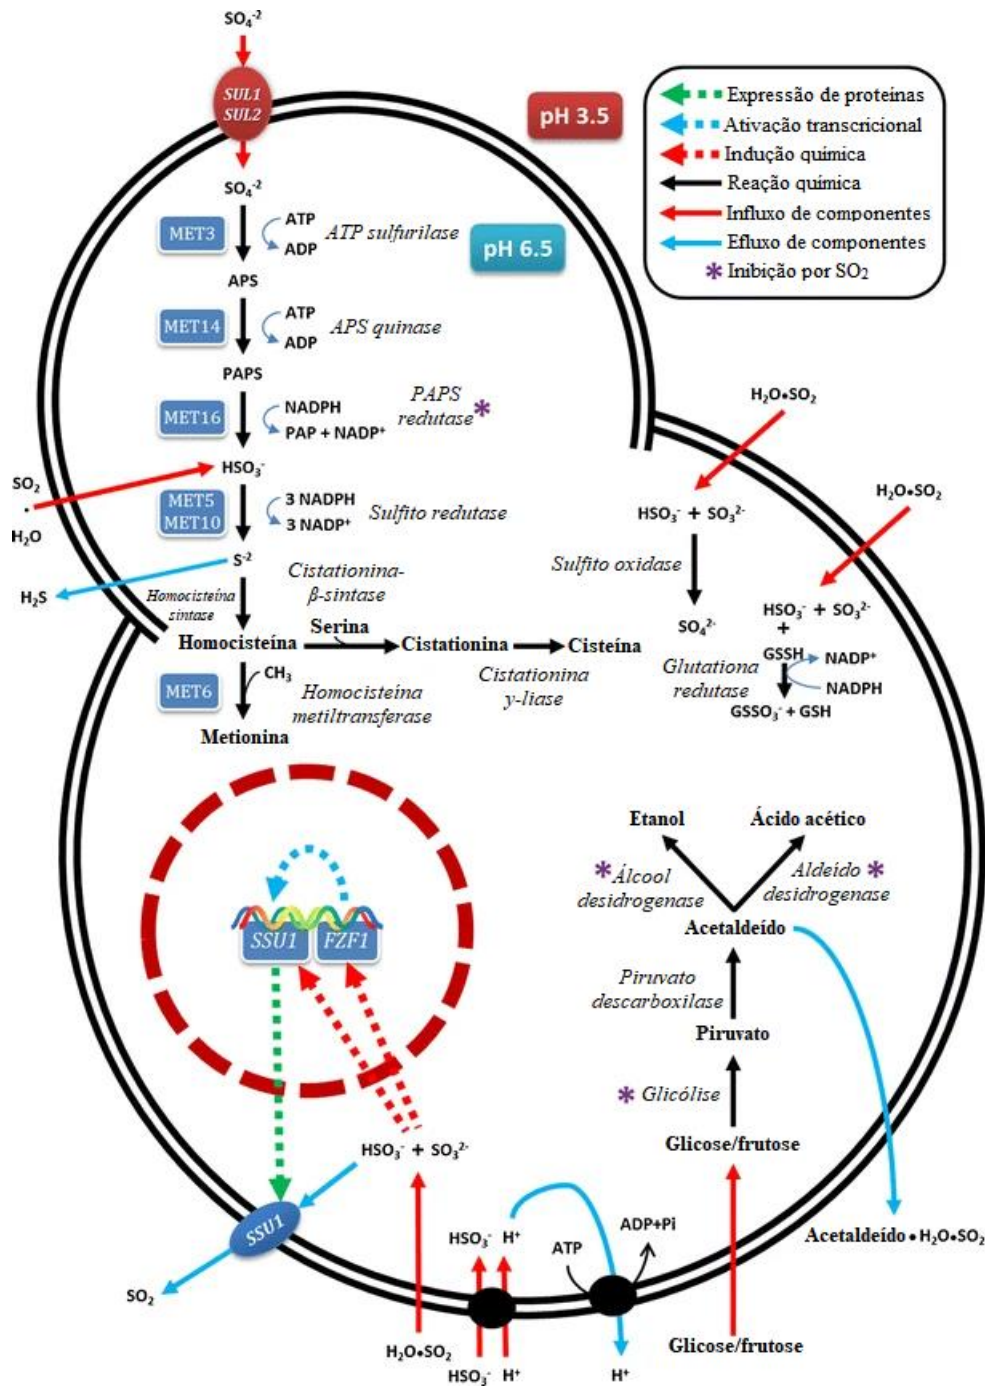 SO₄⁻²
SUL1
SUL2
pH 3.5
Expressão de proteínas
Ativação transcricional
Indução química
Reação química
Influxo de componentes
Efluxo de componentes
* Inibição por SO₂
SO₄⁻²
MET3
ATP
ADP
ATP sulfurilase
pH 6.5
APS
MET14
ATP
ADP
APS quinase
PAPS
MET16
NADPH
PAP + NADP⁺
PAPS
redutase*
H₂O•SO₂
SO₂
•
H₂O
HSO₃⁻
MET5
MET10
3 NADPH
3 NADP⁺
Sulfito redutase
HSO₃⁻ + SO₃²⁻
H₂O•SO₂
S⁻²
H₂S
Homocisteína
sintase
Cistationina-
β-sintase
Sulfito oxidase
SO₄²⁻
HSO₃⁻ + SO₃²⁻
+
GSSH
NADP⁺
NADPH
GSSO₃⁻ + GSH
Glutationa
redutase
Homocisteína
Serina
Cistationina
Cisteína
Cistationina
y-liase
MET6
CH₃
Homocisteína
metiltransferase
Metionina
Etanol
Ácido acético
*Álcool
desidrogenase
Aldeído *
desidrogenase
Acetaldeído
SSU1
FZF1
Piruvato
descarboxilase
Piruvato
* Glicólise
Glicose/frutose
HSO₃⁻ + SO₃²⁻
SSU1
SO₂
HSO₃⁻
H⁺
ATP
ADP+Pi
Acetaldeído•H₂O•SO₂
H₂O•SO₂
HSO₃⁻
H⁺
H⁺
Glicose/frutose